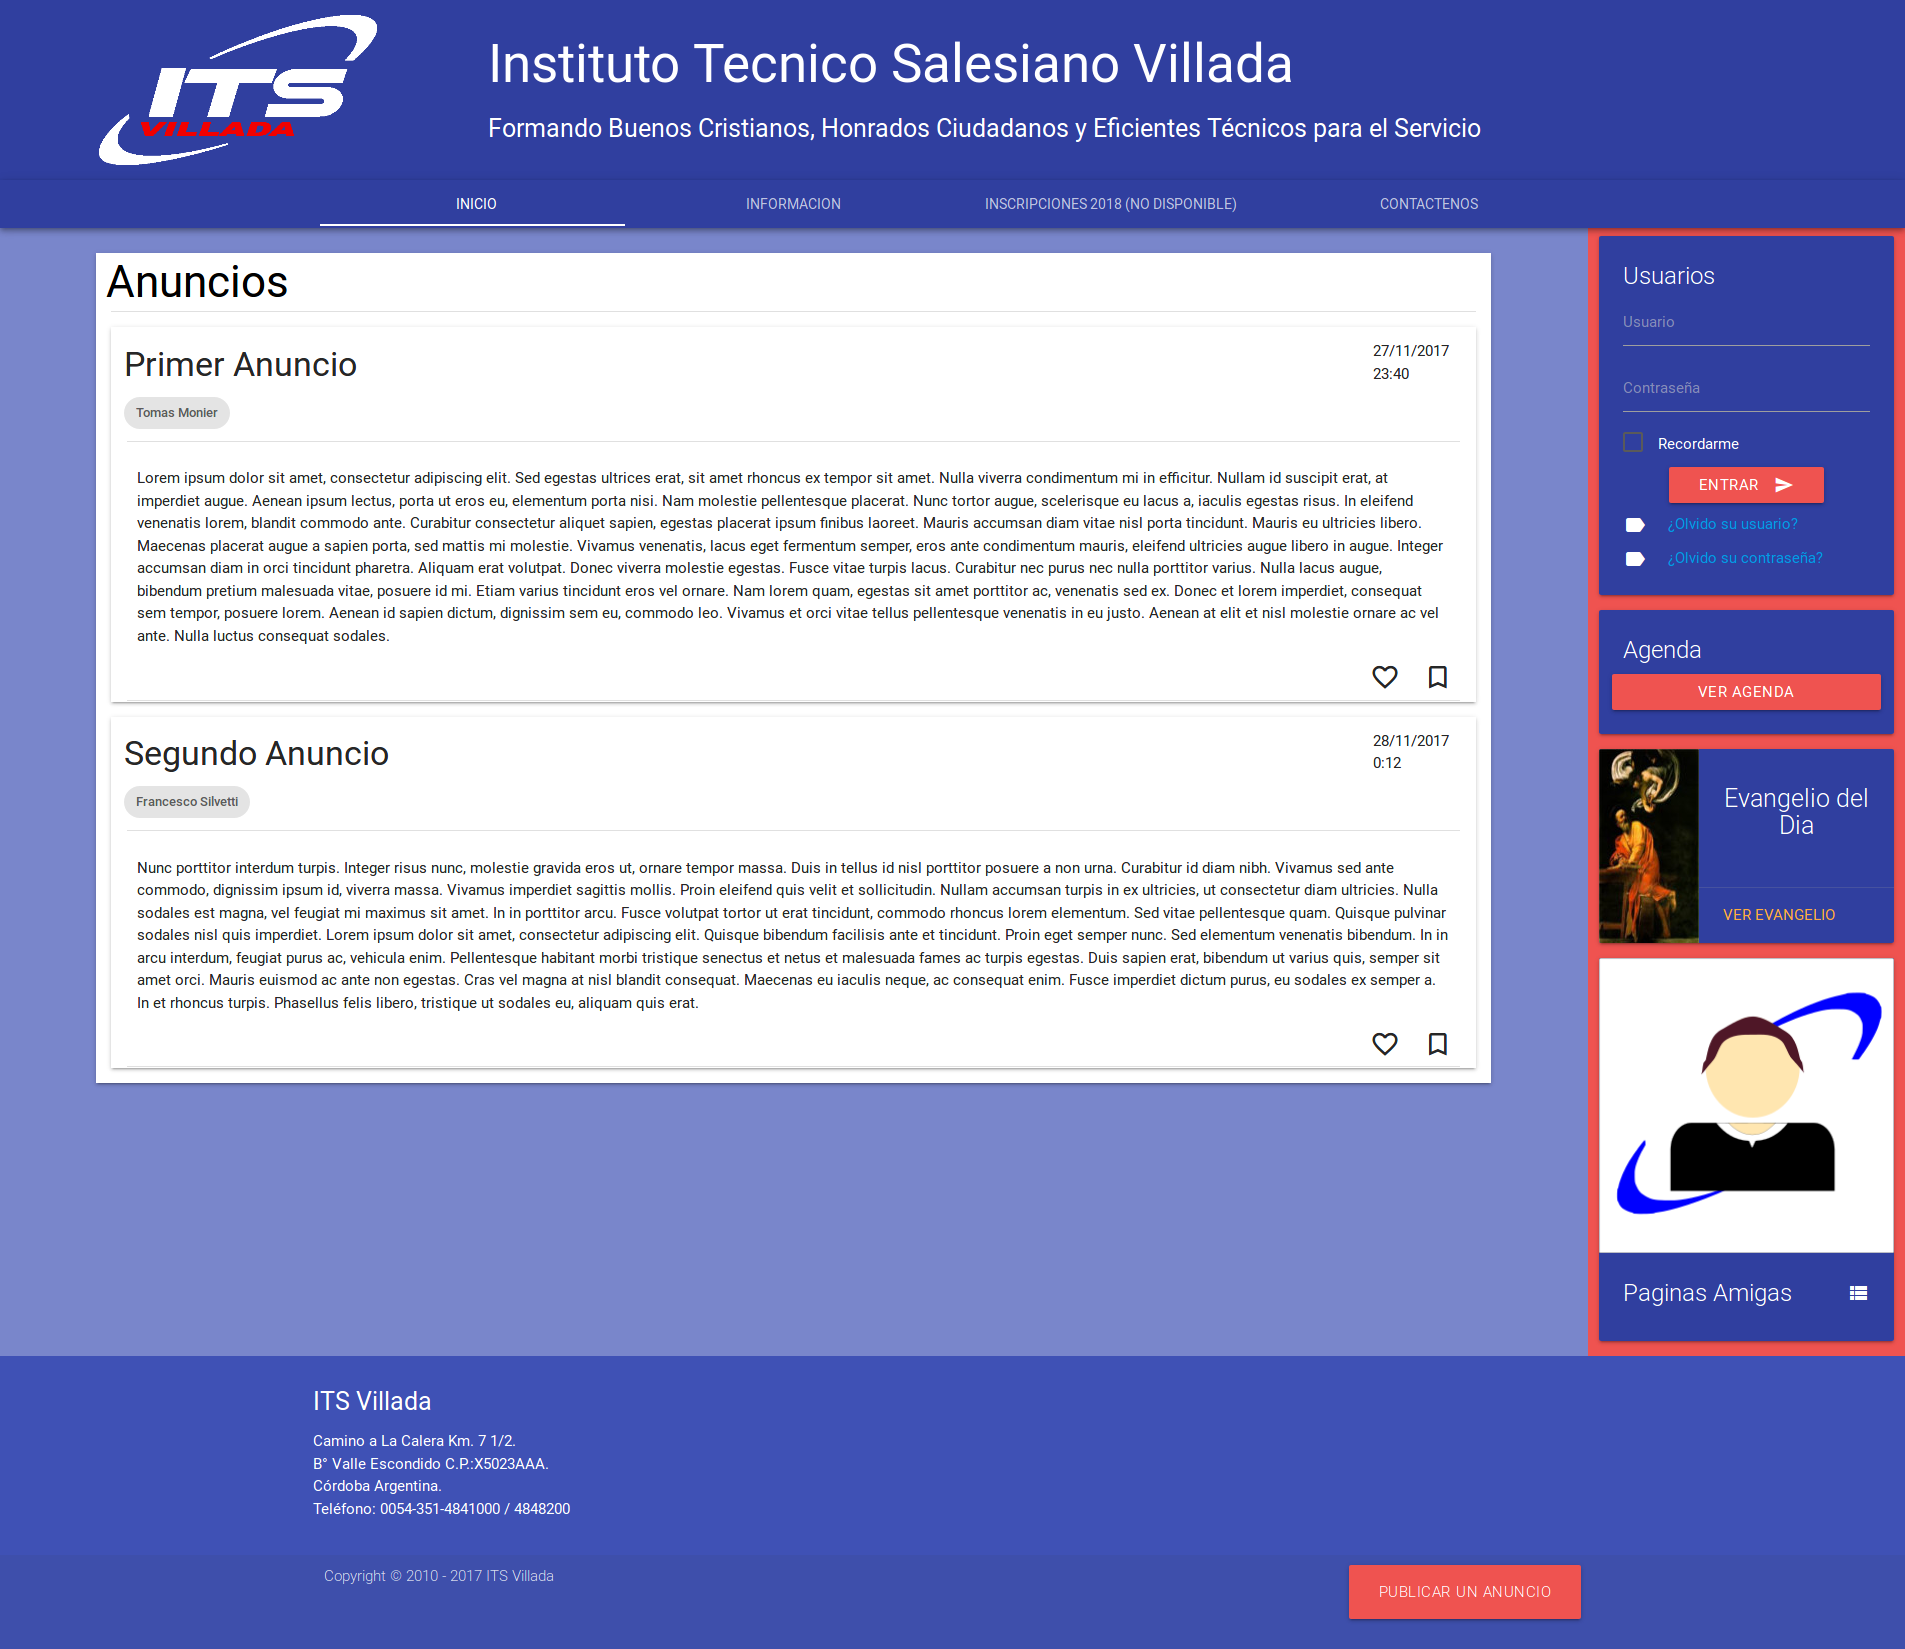 ITS
VILLADA
Instituto Tecnico Salesiano Villada
Formando Buenos Cristianos, Honrados Ciudadanos y Eficientes Técnicos para el Servicio
INICIO
INFORMACION
INSCRIPCIONES 2018 (NO DISPONIBLE)
CONTACTENOS
Anuncios
Primer Anuncio
27/11/2017
23:40
Tomas Monier
Lorem ipsum dolor sit amet, consectetur adipiscing elit. Sed egestas ultrices erat, sit amet rhoncus ex tempor sit amet. Nulla viverra condimentum mi in efficitur. Nullam id suscipit erat, at
imperdiet augue. Aenean ipsum lectus, porta ut eros eu, elementum porta nisi. Nam molestie pellentesque placerat. Nunc tortor augue, scelerisque eu lacus a, iaculis egestas risus. In eleifend
venenatis lorem, blandit commodo ante. Curabitur consectetur aliquet sapien, egestas placerat ipsum finibus laoreet. Mauris accumsan diam vitae nisl porta tincidunt. Mauris eu ultricies libero.
Maecenas placerat augue a sapien porta, sed mattis mi molestie. Vivamus venenatis, lacus eget fermentum semper, eros ante condimentum mauris, eleifend ultricies augue libero in augue. Integer
accumsan diam in orci tincidunt pharetra. Aliquam erat volutpat. Donec viverra molestie egestas. Fusce vitae turpis lacus. Curabitur nec purus nec nulla porttitor varius. Nulla lacus augue,
bibendum pretium malesuada vitae, posuere id mi. Etiam varius tincidunt eros vel ornare. Nam lorem quam, egestas sit amet porttitor ac, venenatis sed ex. Donec et lorem imperdiet, consequat
sem tempor, posuere lorem. Aenean id sapien dictum, dignissim sem eu, commodo leo. Vivamus et orci vitae tellus pellentesque venenatis in eu justo. Aenean at elit et nisl molestie ornare ac vel
ante. Nulla luctus consequat sodales.
Segundo Anuncio
28/11/2017
0:12
Francesco Silvetti
Nunc porttitor interdum turpis. Integer risus nunc, molestie gravida eros ut, ornare tempor massa. Duis in tellus id nisl porttitor posuere a non urna. Curabitur id diam nibh. Vivamus sed ante
commodo, dignissim ipsum id, viverra massa. Vivamus imperdiet sagittis mollis. Proin eleifend quis velit et sollicitudin. Nullam accumsan turpis in ex ultricies, ut consectetur diam ultricies. Nulla
sodales est magna, vel feugiat mi maximus sit amet. In in porttitor arcu. Fusce volutpat tortor ut erat tincidunt, commodo rhoncus lorem elementum. Sed vitae pellentesque quam. Quisque pulvinar
sodales nisl quis imperdiet. Lorem ipsum dolor sit amet, consectetur adipiscing elit. Quisque bibendum facilisis ante et tincidunt. Proin eget semper nunc. Sed elementum venenatis bibendum. In in
arcu interdum, feugiat purus ac, vehicula enim. Pellentesque habitant morbi tristique senectus et netus et malesuada fames ac turpis egestas. Duis sapien erat, bibendum ut varius quis, semper sit
amet orci. Mauris euismod ac ante non egestas. Cras vel magna at nisl blandit consequat. Maecenas eu iaculis neque, ac consequat enim. Fusce imperdiet dictum purus, eu sodales ex semper a.
In et rhoncus turpis. Phasellus felis libero, tristique ut sodales eu, aliquam quis erat.
Usuarios
Usuario
Contraseña
Recordarme
ENTRAR
¿Olvido su usuario?
¿Olvido su contraseña?
Agenda
VER AGENDA
Evangelio del
Dia
VER EVANGELIO
Paginas Amigas
ITS Villada
Camino a La Calera Km. 7 1/2.
B° Valle Escondido C.P.:X5023AAA.
Córdoba Argentina.
Teléfono: 0054-351-4841000 / 4848200
Copyright © 2010 - 2017 ITS Villada
PUBLICAR UN ANUNCIO